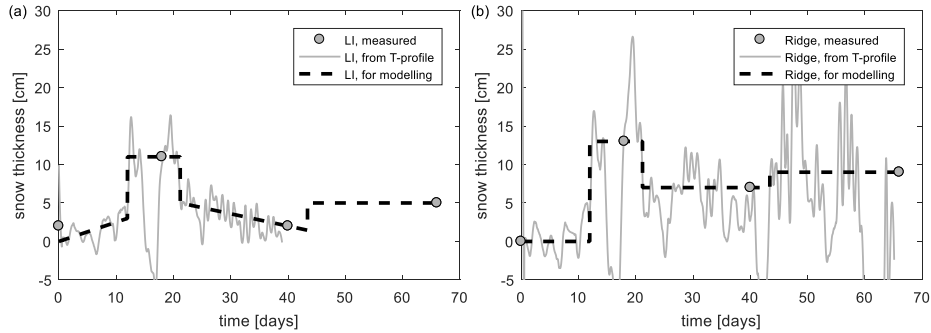 (a)
30
25
20
15
10
5
0
-5
snow thickness [cm]
0 10 20 30 40 50 60 70
time [days]
LI, measured
LI, from T-profile
LI, for modelling
(b)
30
25
20
15
10
5
0
-5
snow thickness [cm]
0 10 20 30 40 50 60 70
time [days]
Ridge, measured
Ridge, from T-profile
Ridge, for modelling